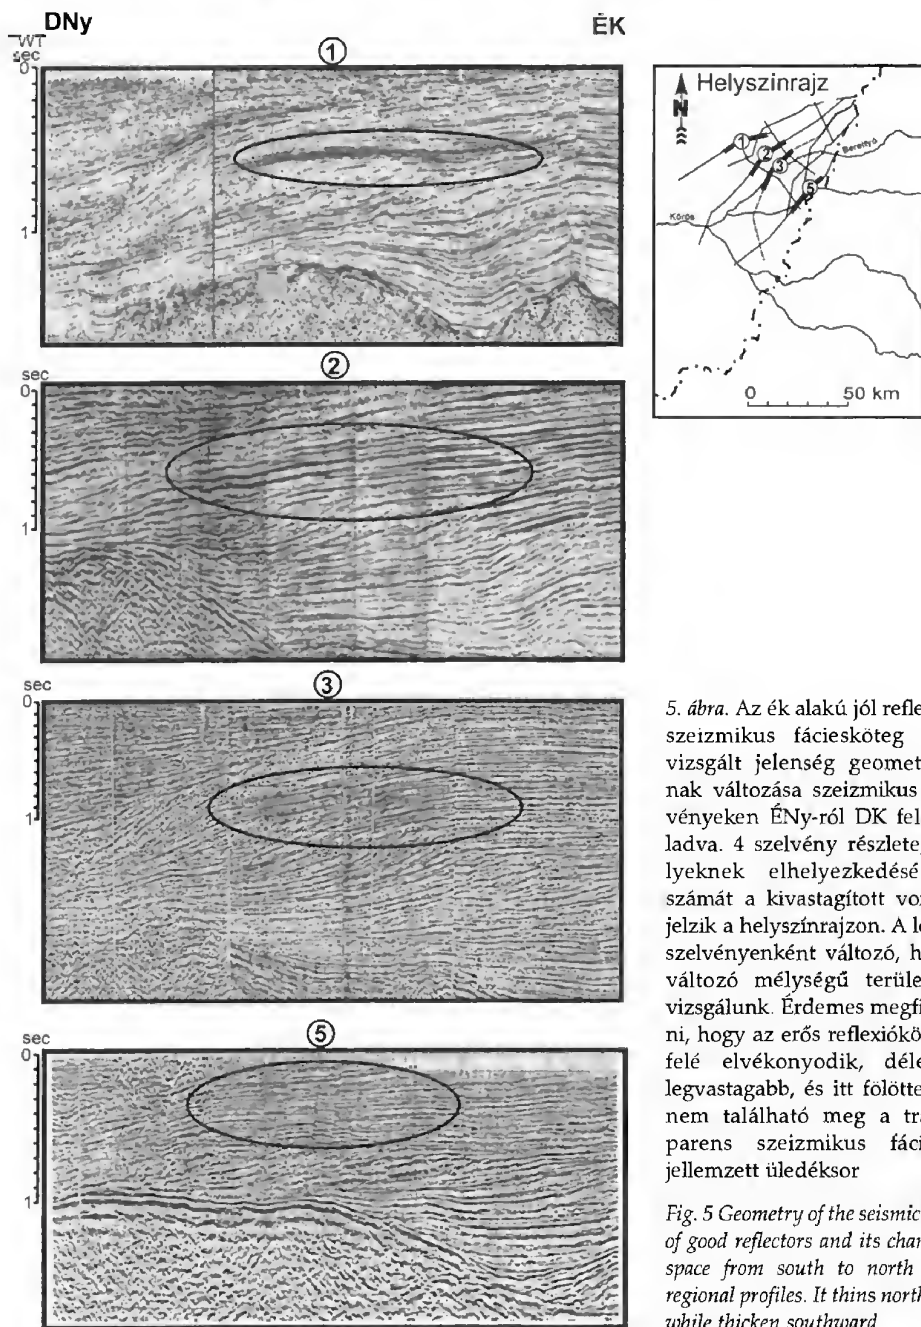 DNy
ÉK
TWT
sec
0
1
①
sec
0
1
②
sec
0
1
③
sec
0
1
⑤
Helyszínrajz
N
1
2
3
5
Berettyó
Körös
0 50 km
5. ábra. Az ék alakú jól refle
szeizmikus fáciesköteg
vizsgált jelenség geomet
nak változása szeizmikus
vényeken ÉNy-ról DK fel
ladva. 4 szelvény részlete
lyeknek elhelyezkedésé
számát a kivastagított vo
jelzik a helyszínrajzon. A l
szelvényenként változó, h
változó mélységű terüle
vizsgálunk. Érdemes megfi
ni, hogy az erős reflexiókö
felé elvékonyodik, dél
legvastagabb, és itt fölötte
nem található meg a tra
parens szeizmikus fáci
jellemzett üledéksor
Fig. 5 Geometry of the seismic
of good reflectors and its char
space from south to north
regional profiles. It thins north
while thicken southward